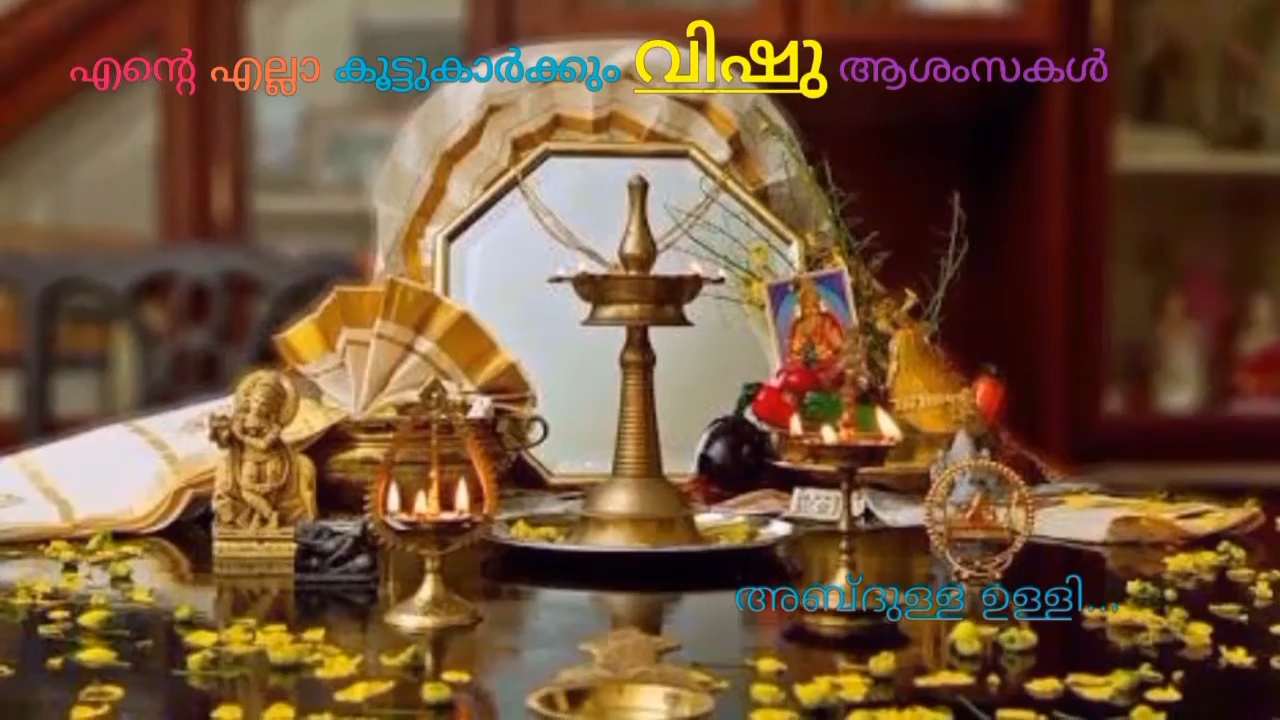 എന്റെ എല്ലാ കൂട്ടുകാർക്കും വിഷു ആശംസകൾ
അബ്ദുള്ള ഉള്ളി...